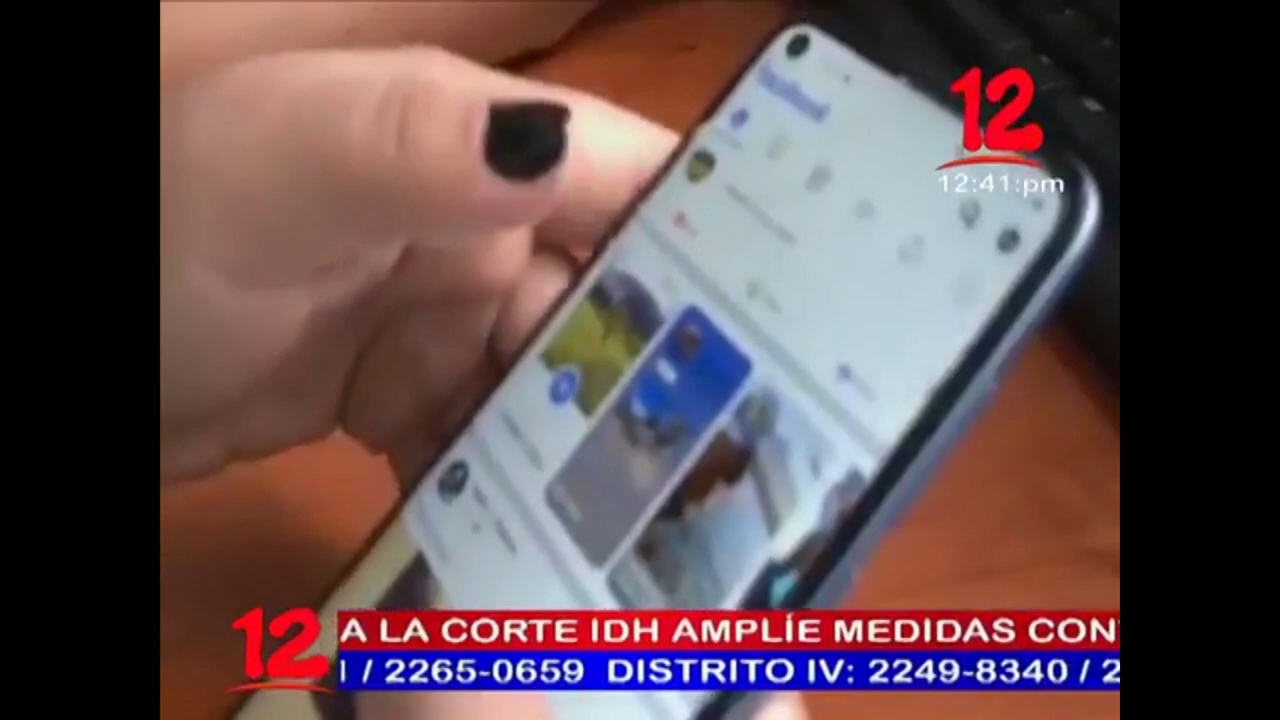 12
12:41:pm
12
A LA CORTE IDH AMPLÍE MEDIDAS CON
/ 2265-0659 DISTRITO IV: 2249-8340 / 2